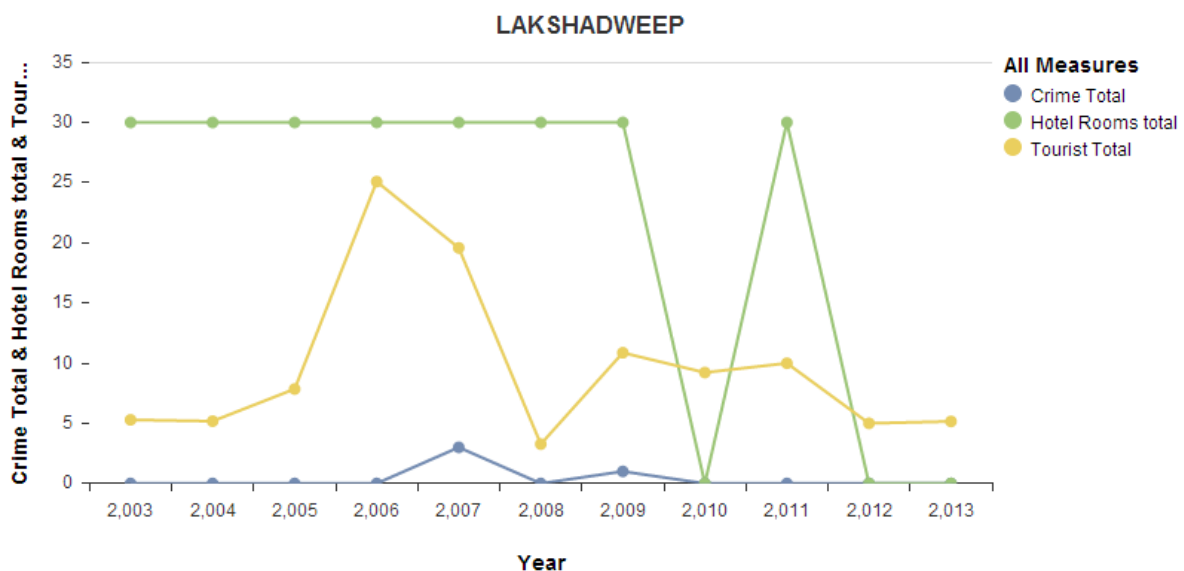 LAKSHADWEEP
Crime Total & Hotel Rooms total & Tour...
35
30
25
20
15
10
5
0
2,003 2,004 2,005 2,006 2,007 2,008 2,009 2,010 2,011 2,012 2,013
Year
All Measures
Crime Total
Hotel Rooms total
Tourist Total